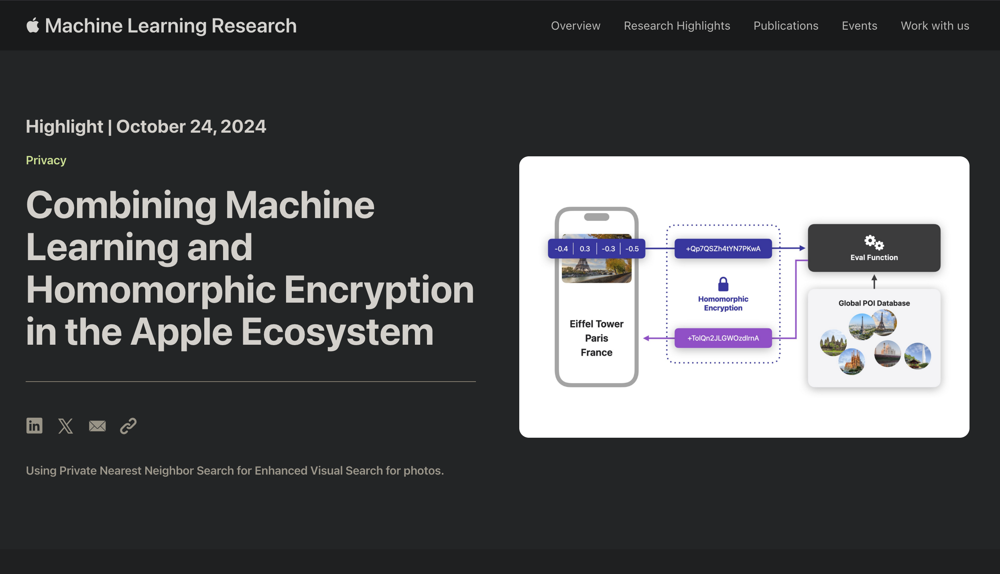 Machine Learning Research
Overview
Research Highlights
Publications
Events
Work with us
Highlight | October 24, 2024
Privacy
Combining Machine
Learning and
Homomorphic Encryption
in the Apple Ecosystem
in
Using Private Nearest Neighbor Search for Enhanced Visual Search for photos.
-0.4 | 0.3 | -0.3 | -0.5
+Qp7QSZh4tYN7PKwA
Eval Function
Homomorphic
Encryption
Global POI Database
Eiffel Tower
Paris
France
+TolQn2JLGWOzdlrnA